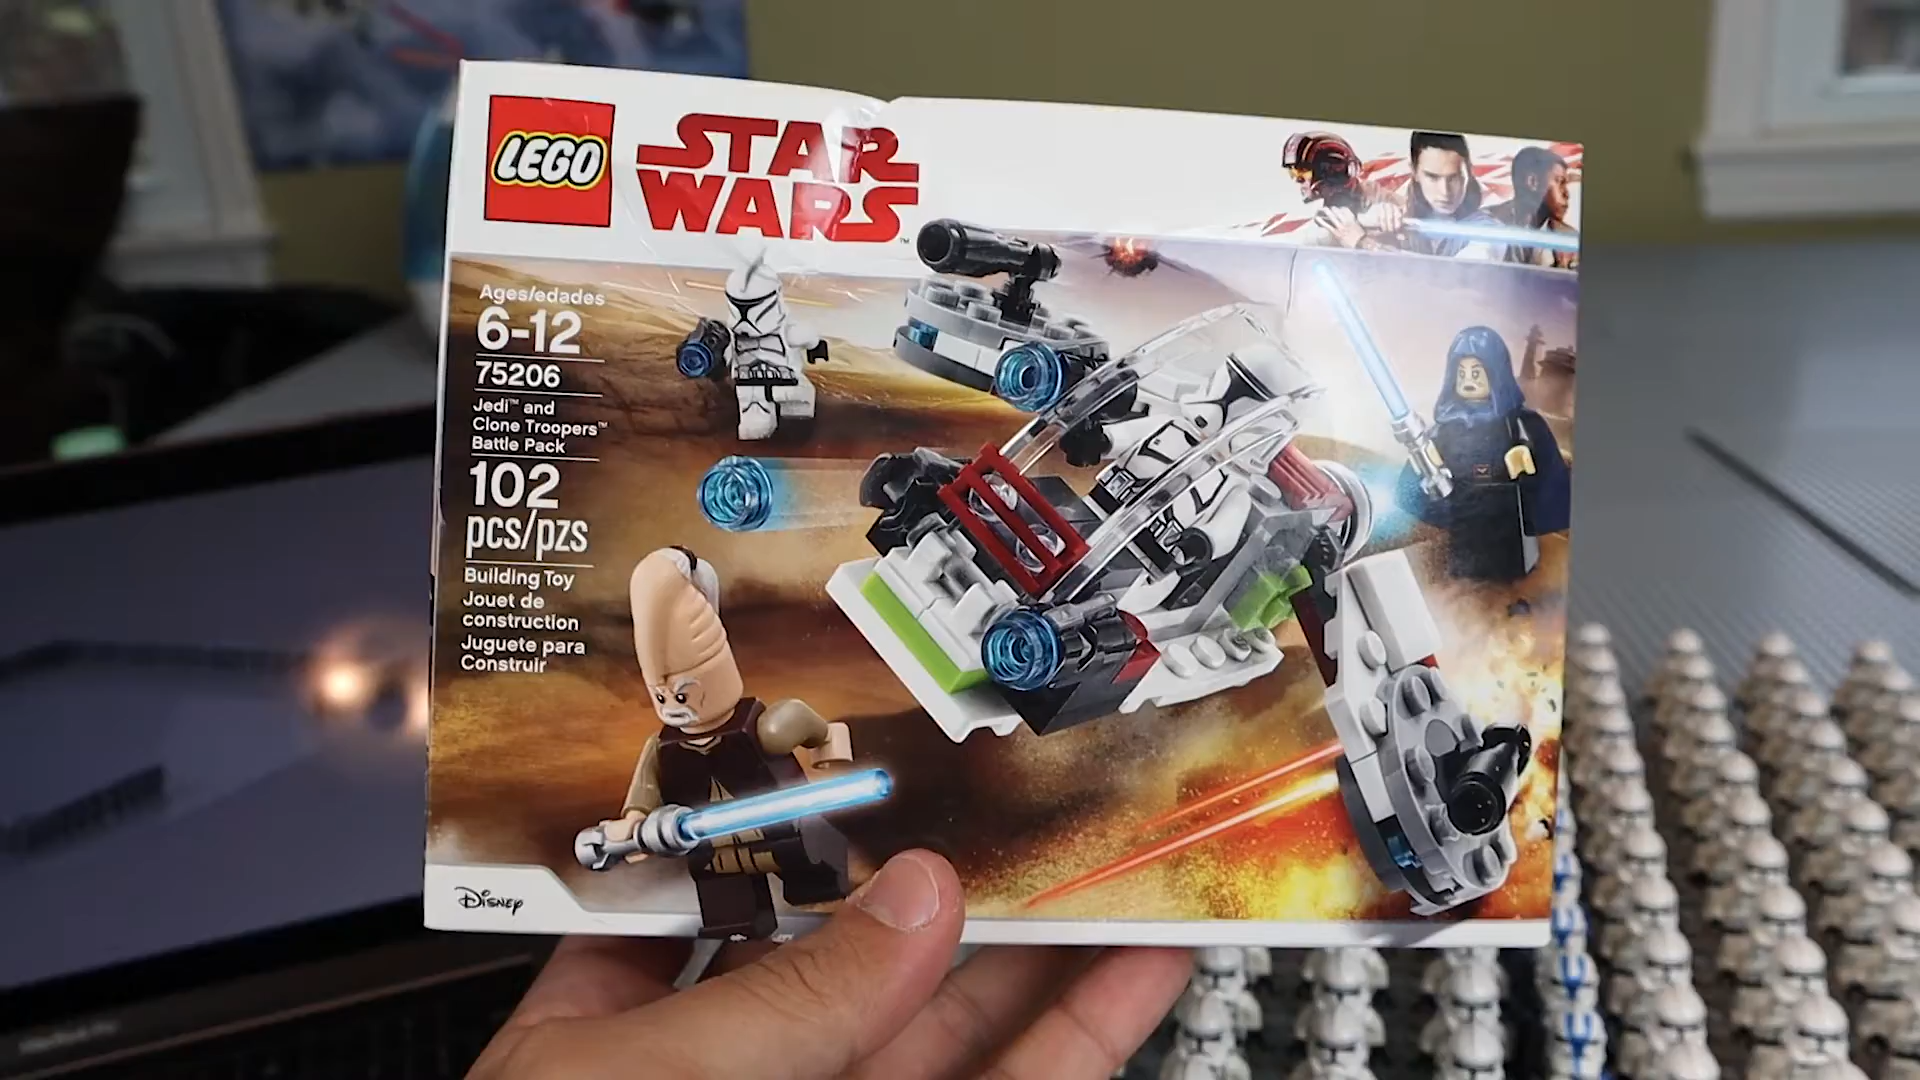 LEGO
STAR
WARS™
Ages/edades
6-12
75206
Jedi™ and
Clone Troopers™
Battle Pack
102
pcs/pzs
Building Toy
Jouet de
construction
Juguete para
Construir
Disney